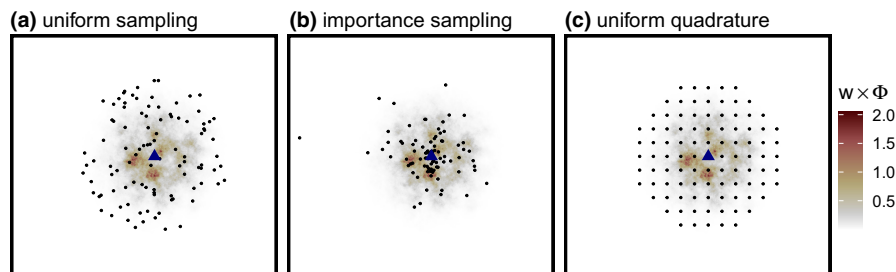 (a) uniform sampling
(b) importance sampling
(c) uniform quadrature
w × Φ
2.0
1.5
1.0
0.5